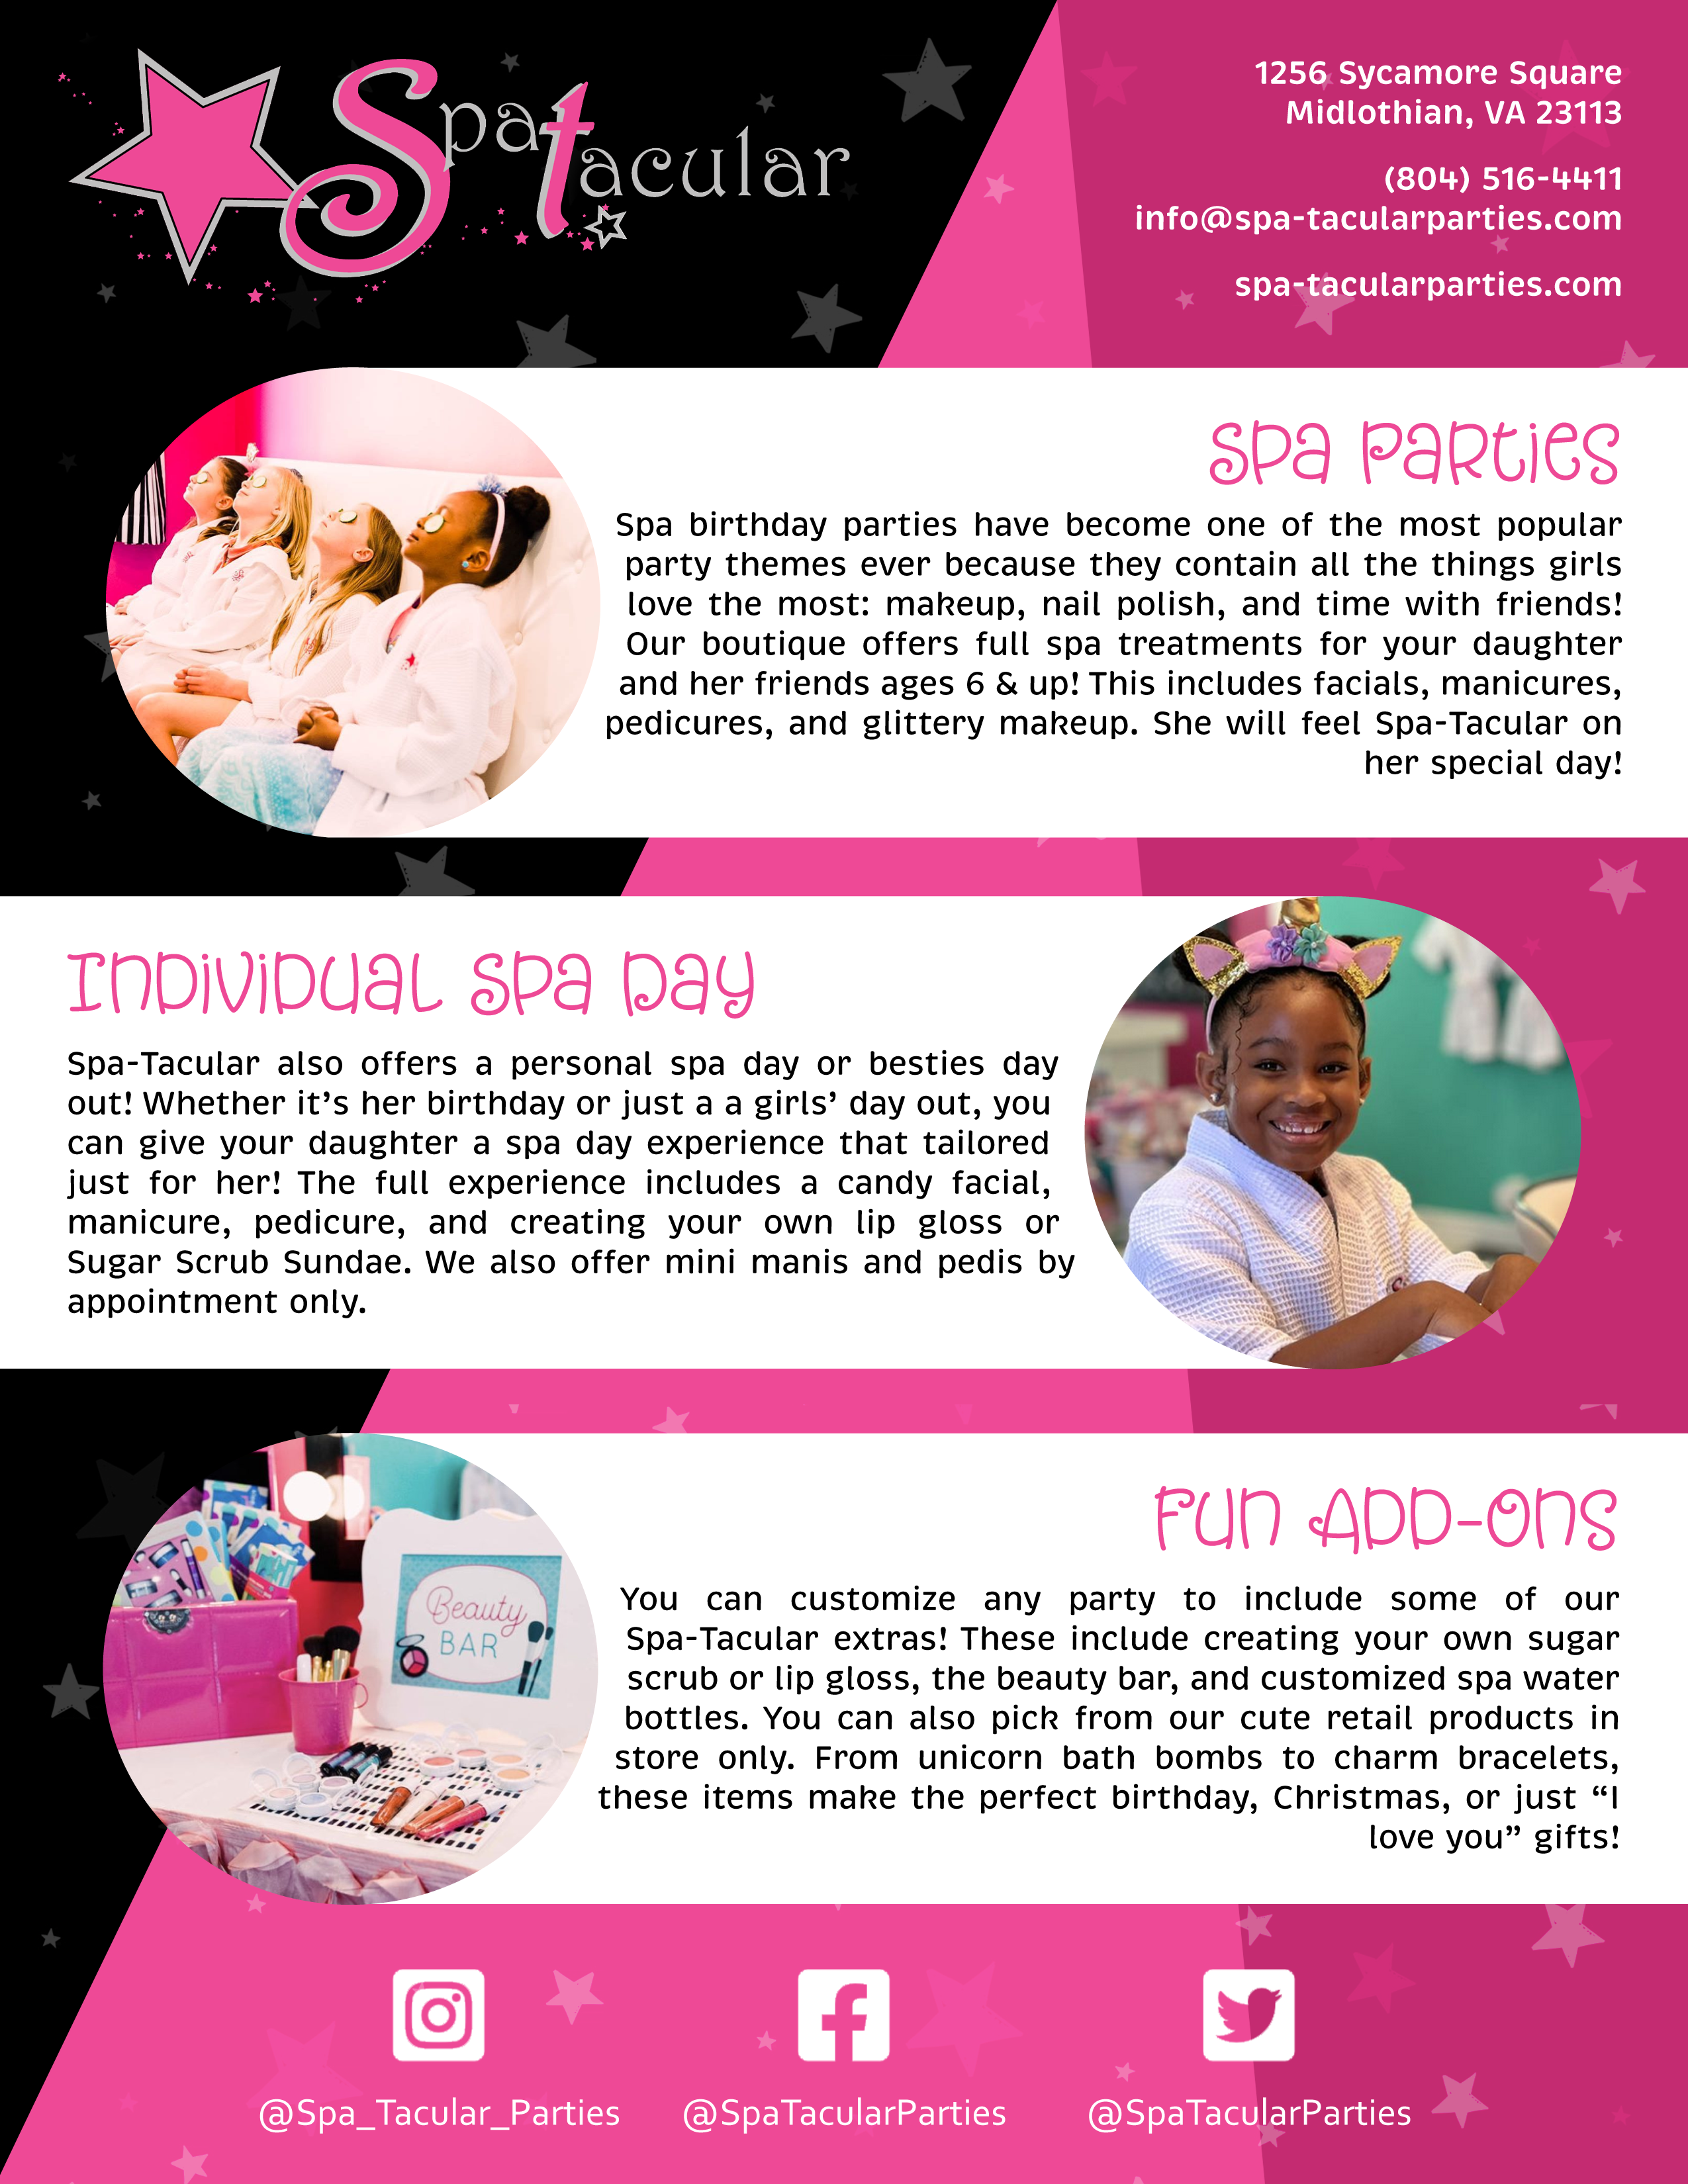 SpaTacular
1256 Sycamore Square
Midlothian, VA 23113
(804) 516-4411
info@spa-tacularparties.com
spa-tacularparties.com
Spa Parties
Spa birthday parties have become one of the most popular
party themes ever because they contain all the things girls
love the most: makeup, nail polish, and time with friends!
Our boutique offers full spa treatments for your daughter
and her friends ages 6 & up! This includes facials, manicures,
pedicures, and glittery makeup. She will feel Spa-Tacular on
her special day!
Individual Spa Day
Spa-Tacular also offers a personal spa day or besties day
out! Whether it’s her birthday or just a a girls’ day out, you
can give your daughter a spa day experience that tailored
just for her! The full experience includes a candy facial,
manicure, pedicure, and creating your own lip gloss or
Sugar Scrub Sundae. We also offer mini manis and pedis by
appointment only.
Fun Add-Ons
You can customize any party to include some of our
Spa-Tacular extras! These include creating your own sugar
scrub or lip gloss, the beauty bar, and customized spa water
bottles. You can also pick from our cute retail products in
store only. From unicorn bath bombs to charm bracelets,
these items make the perfect birthday, Christmas, or just “I
love you” gifts!
Beauty
BAR
@Spa_Tacular_Parties
@SpaTacularParties
@SpaTacularParties